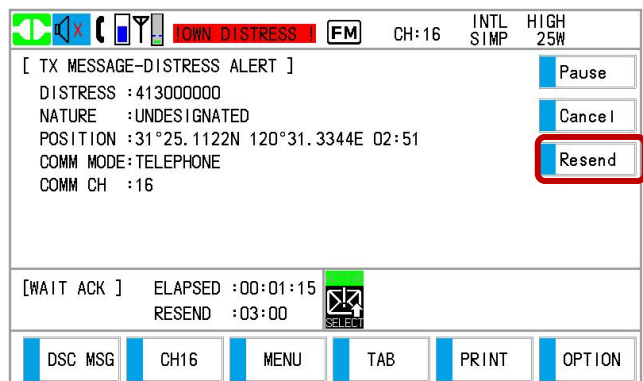 !OWN DISTRESS ! FM CH:16 INTL SIMP HIGH 25W
[ TX MESSAGE-DISTRESS ALERT ]
DISTRESS :413000000
NATURE :UNDESIGNATED
POSITION :31°25.1122N 120°31.3344E 02:51
COMM MODE:TELEPHONE
COMM CH :16
Pause
Cancel
Resend
[WAIT ACK ] ELAPSED :00:01:15
RESEND :03:00
SELECT
DSC MSG CH16 MENU TAB PRINT OPTION